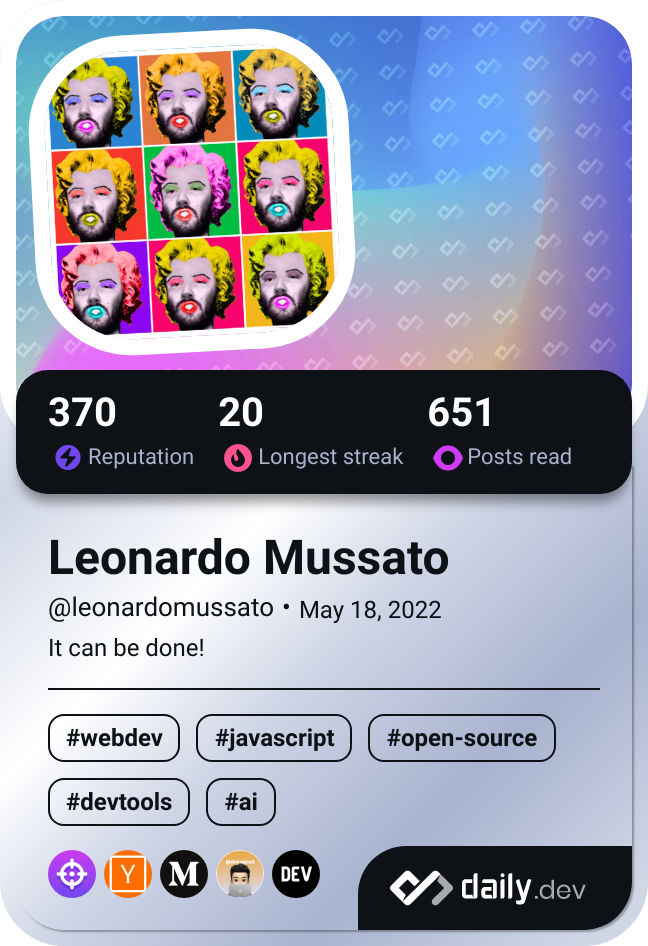 370 20 651
Reputation Longest streak Posts read
Leonardo Mussato
@leonardomussato • May 18, 2022
It can be done!
#webdev #javascript #open-source
#devtools #ai
Y M DEV
daily.dev